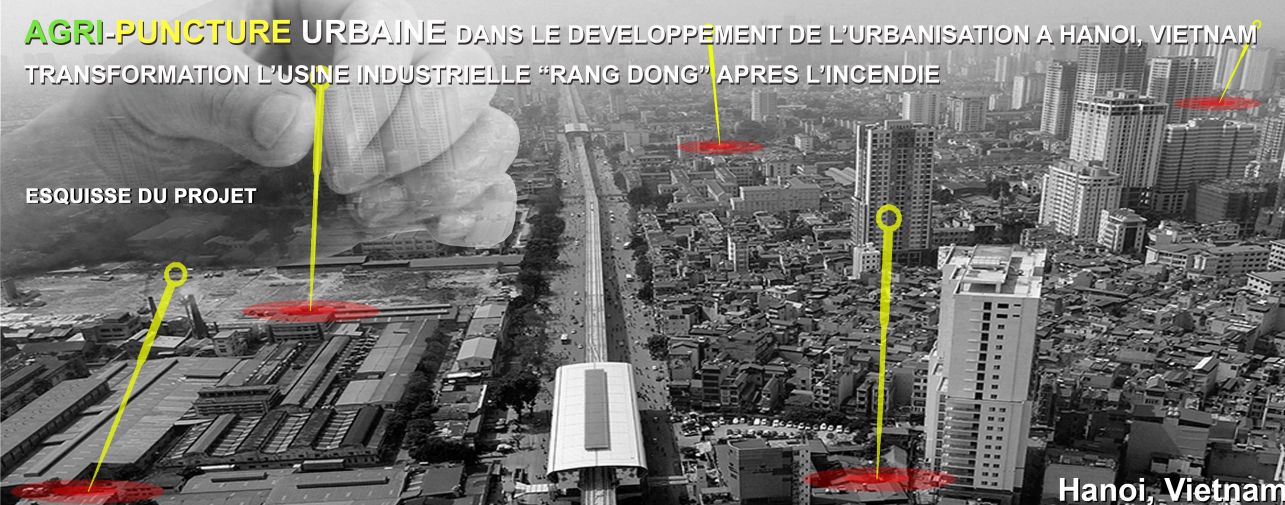 AGRI-PUNCTURE URBAINE DANS LE DEVELOPPEMENT DE L'URBANISATION A HANOI, VIETNAM
TRANSFORMATION L'USINE INDUSTRIELLE “RANG DONG” APRES L'INCENDIE
ESQUISSE DU PROJET
Hanoi, Vietnam